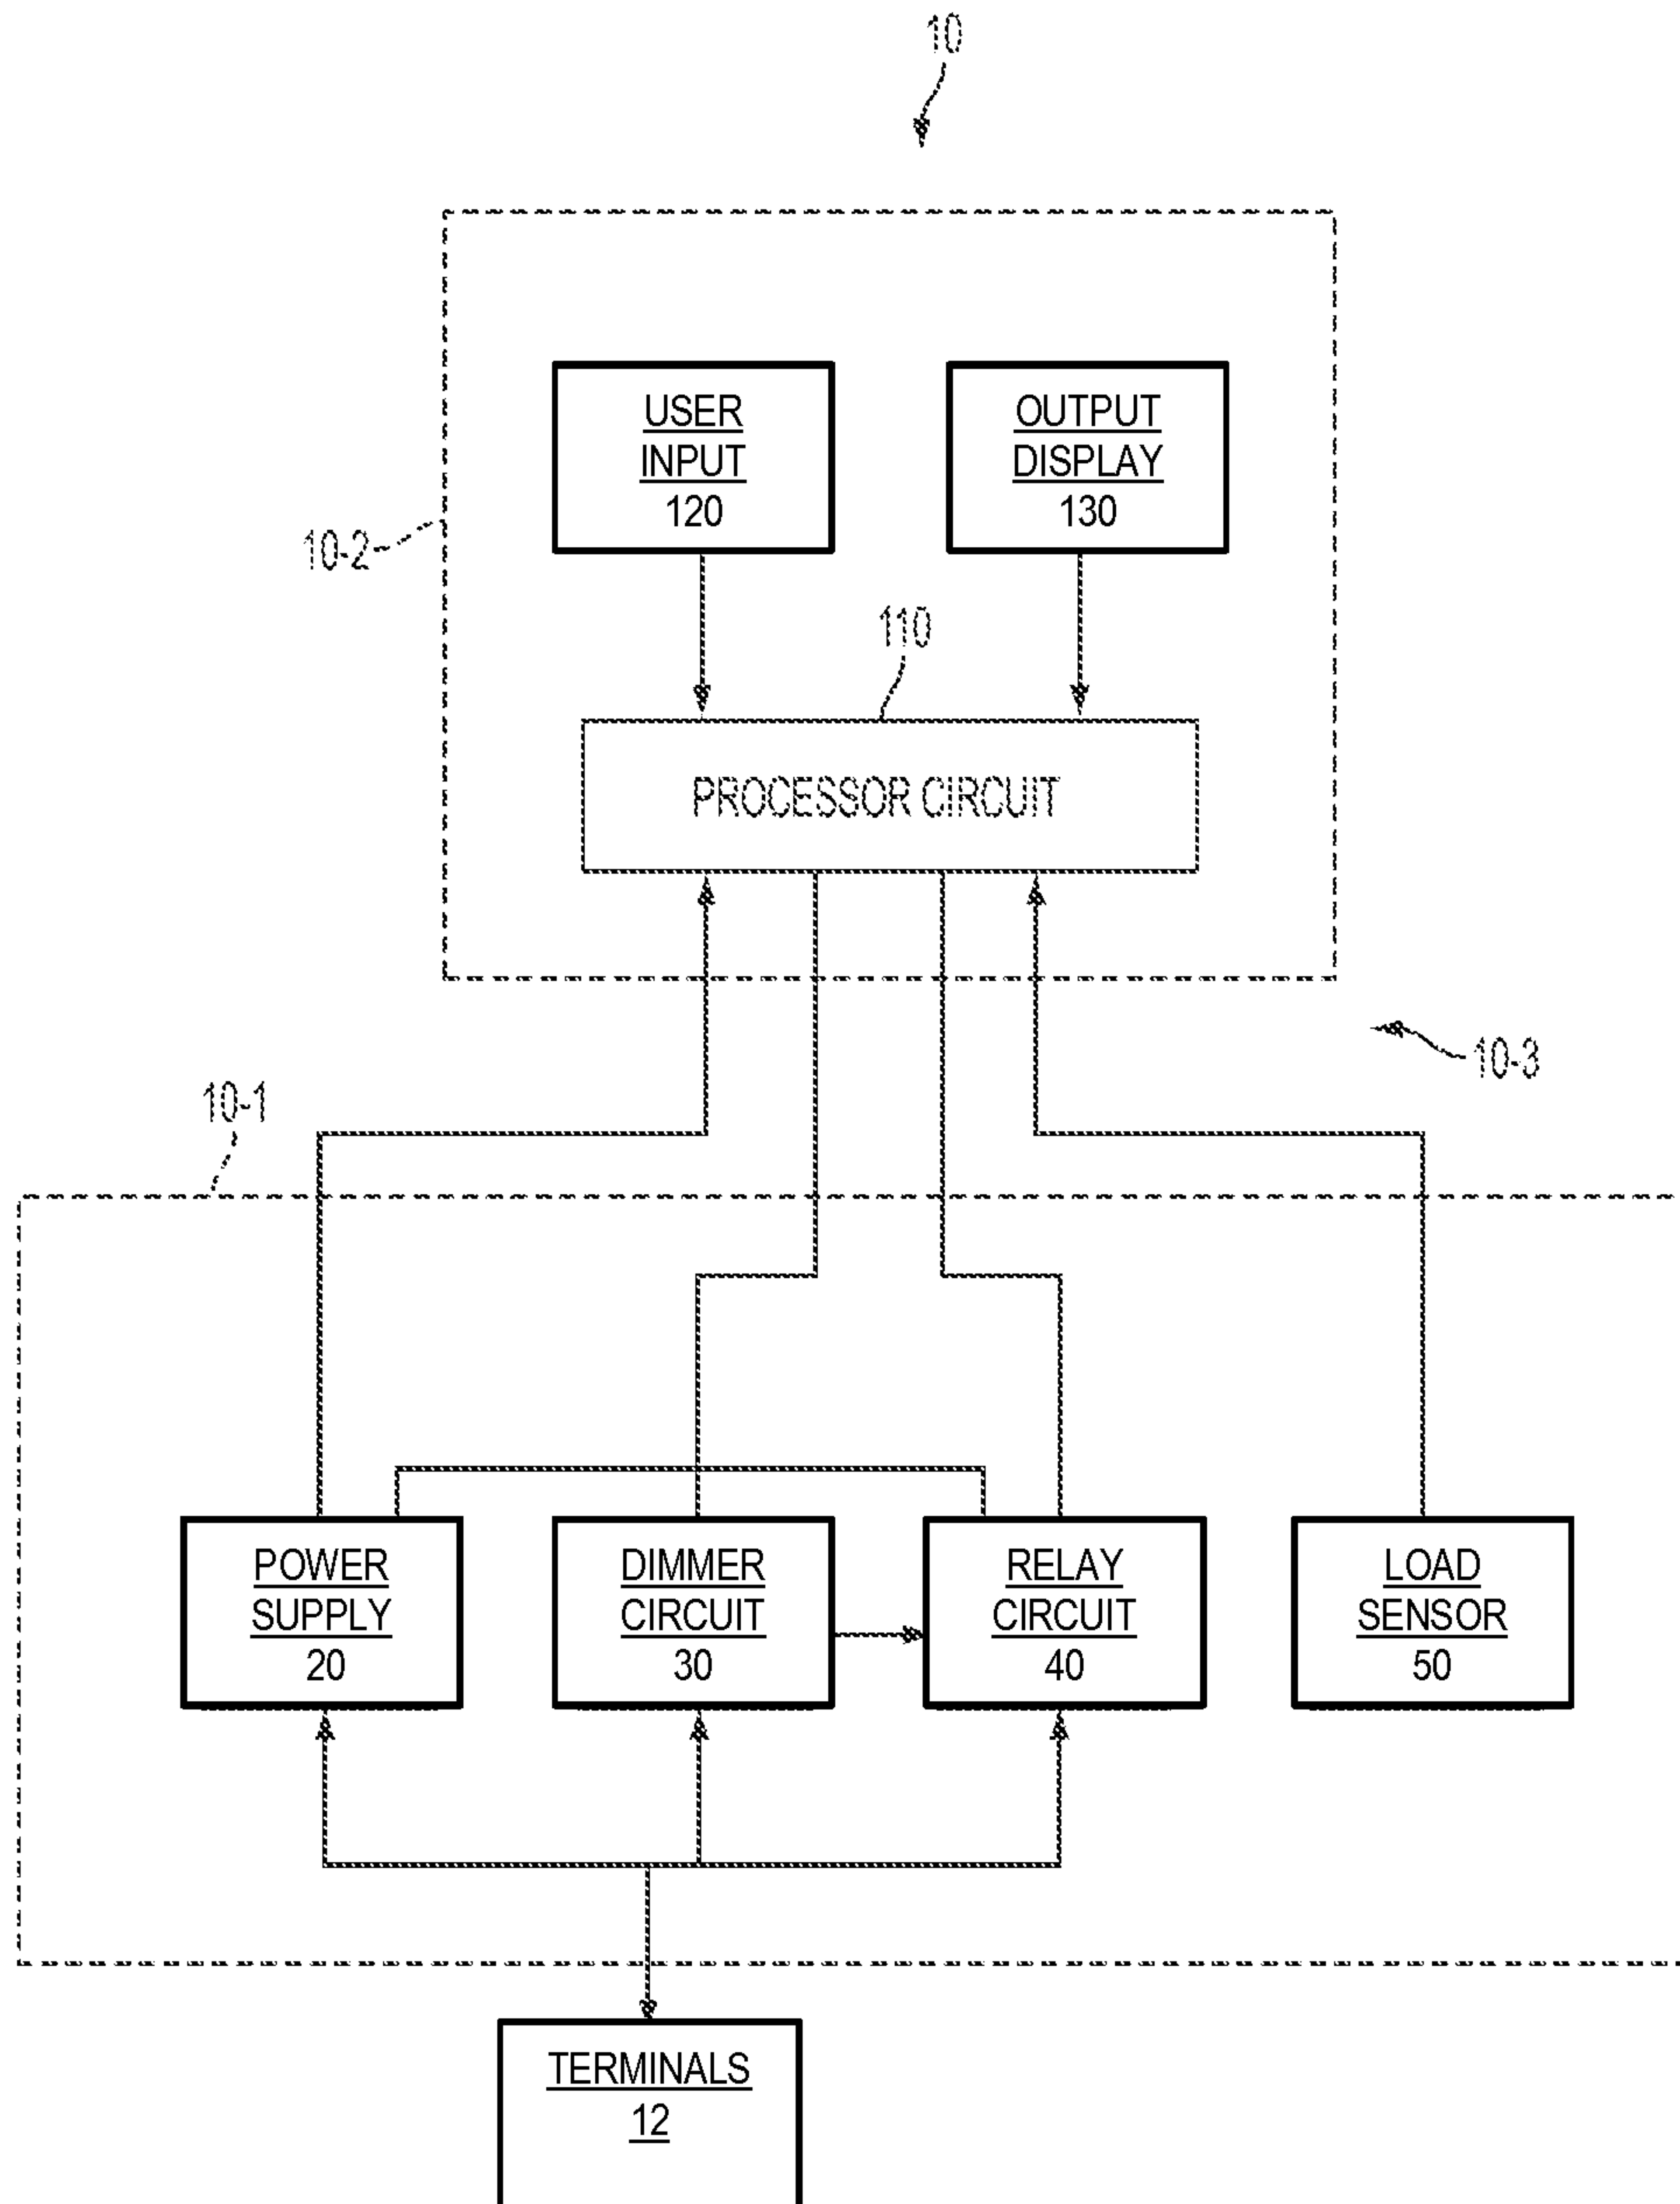 10
USER
INPUT
120
OUTPUT
DISPLAY
130
10-2
110
PROCESSOR CIRCUIT
10-3
10-1
POWER
SUPPLY
20
DIMMER
CIRCUIT
30
RELAY
CIRCUIT
40
LOAD
SENSOR
50
TERMINALS
12